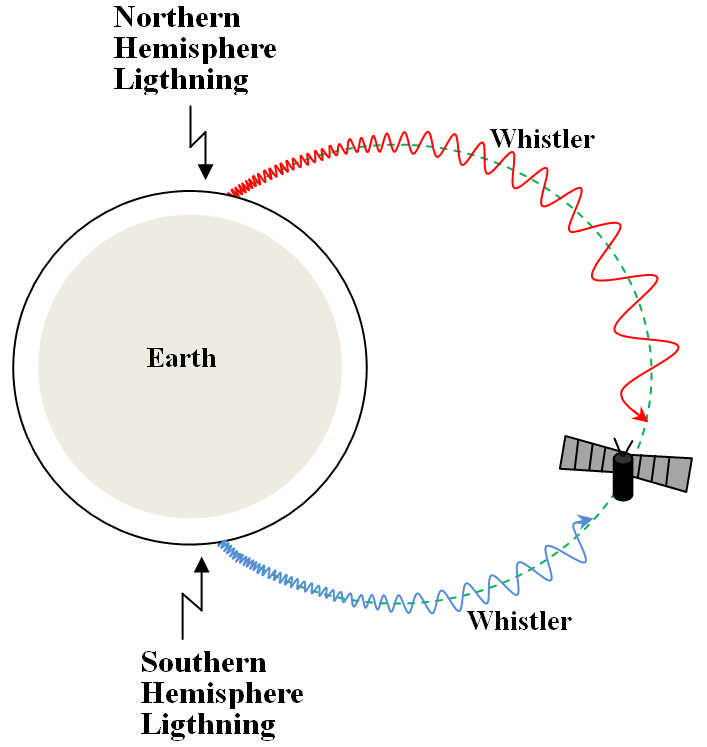 Northern
Hemisphere
Ligthning
Whistler
Earth
Whistler
Southern
Hemisphere
Ligthning